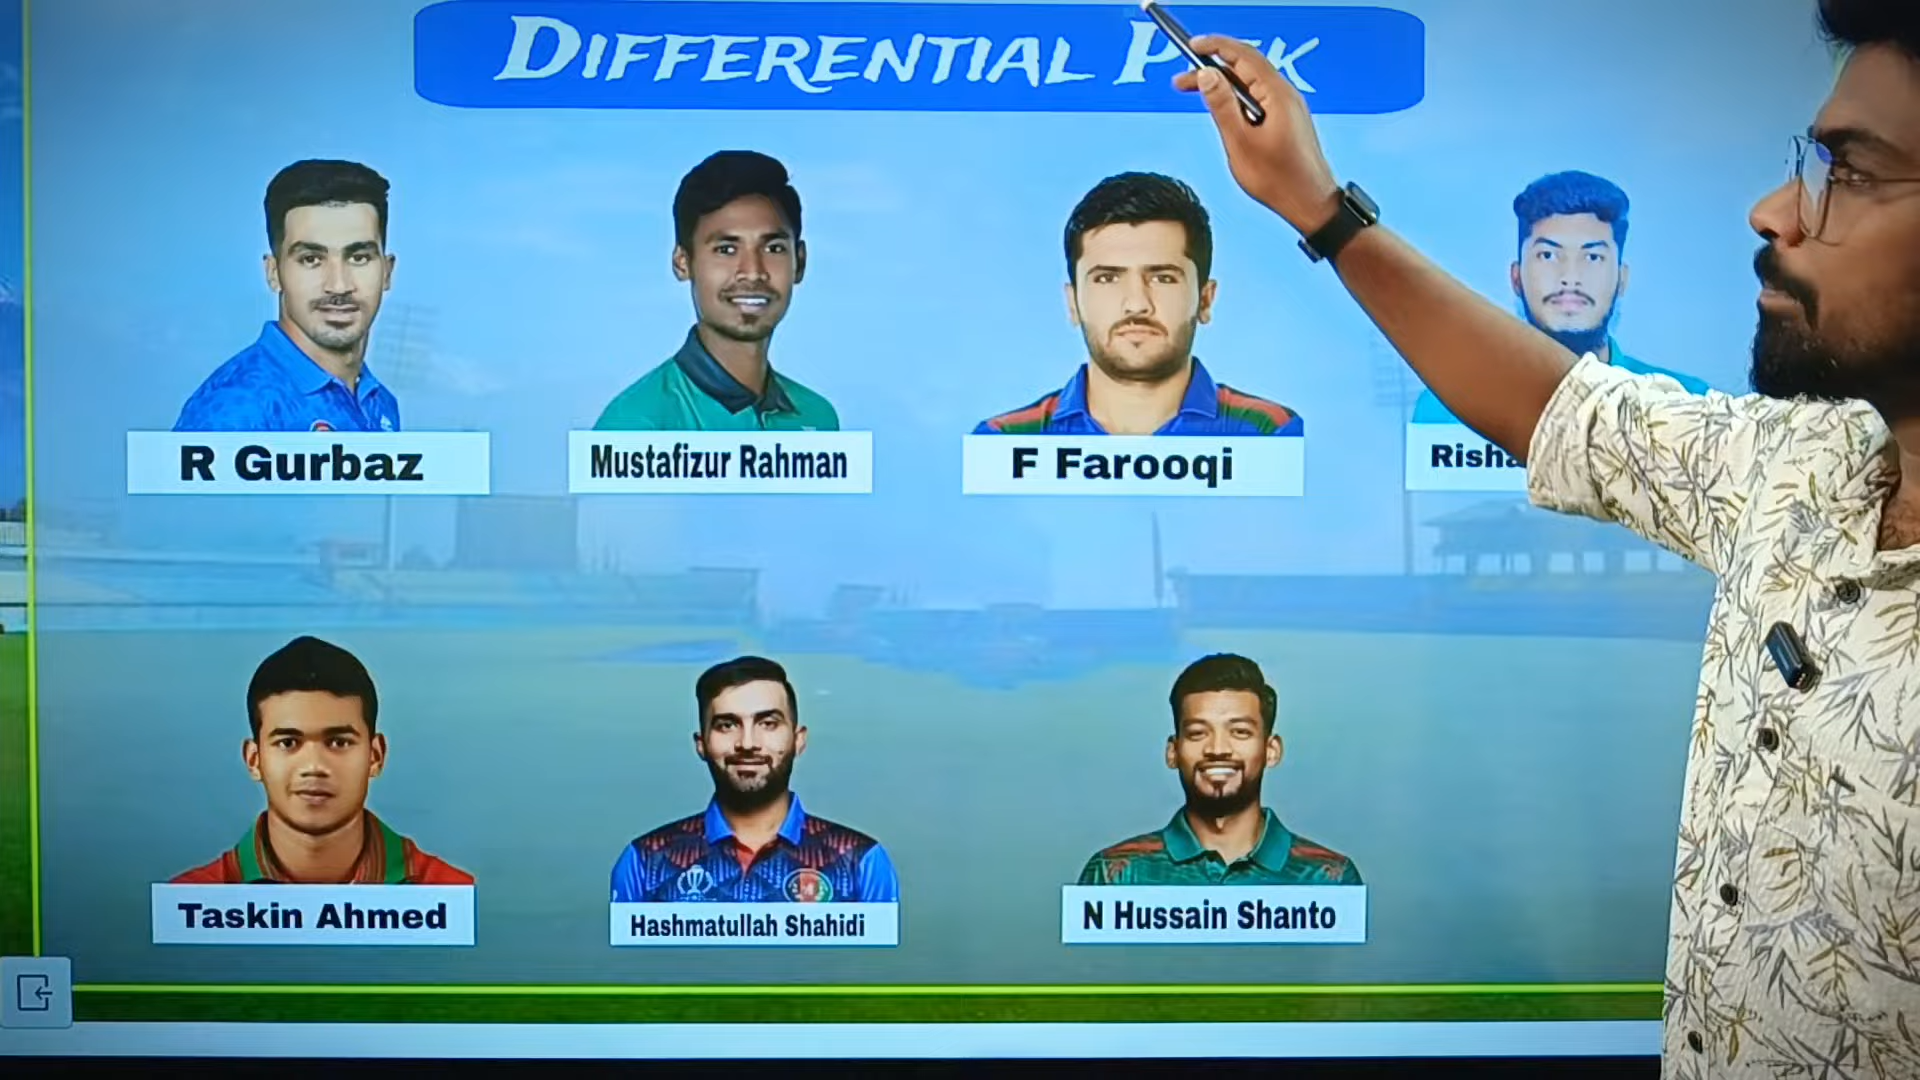 DIFFERENTIAL
R Gurbaz
Mustafizur Rahman
F Farooqi
Taskin Ahmed
Hashmatullah Shahidi
N Hussain Shanto